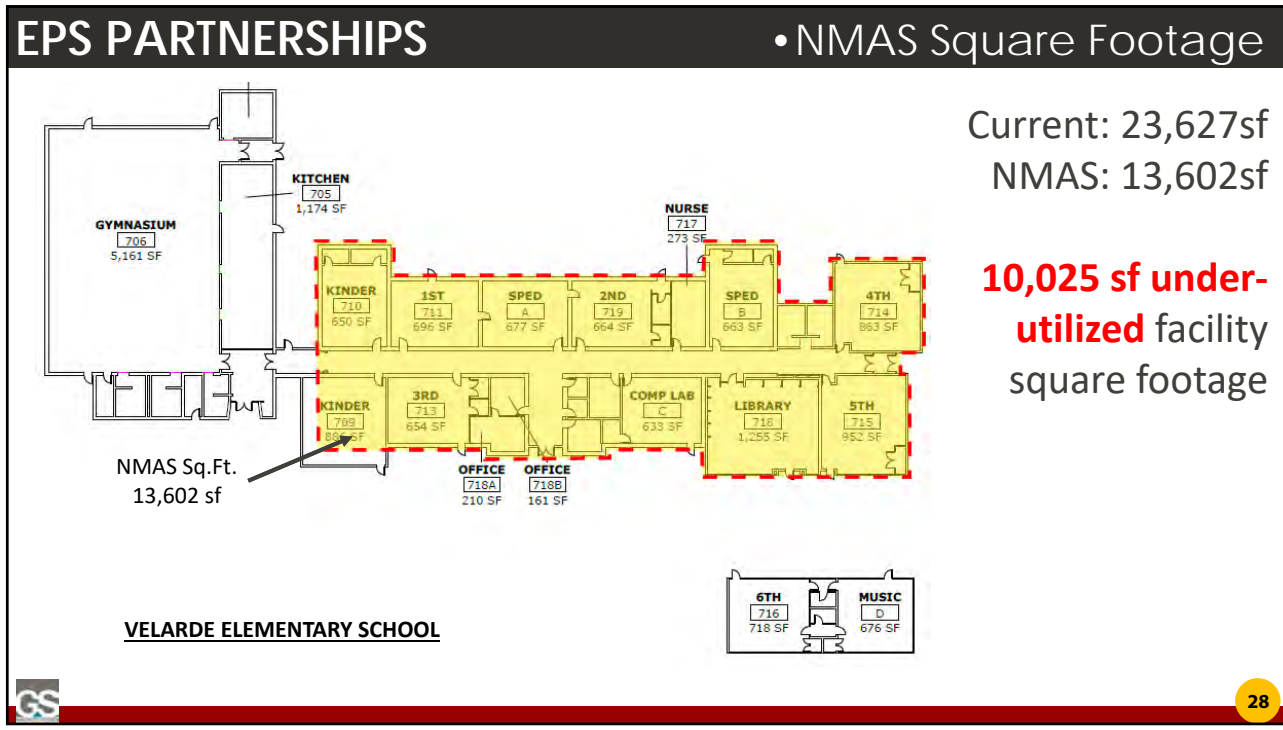 EPS PARTNERSHIPS
•NMAS Square Footage
Current: 23,627sf
NMAS: 13,602sf
10,025 sf under-
utilized facility
square footage
KITCHEN
705
1,174 SF
GYMNASIUM
706
5,161 SF
NURSE
717
273 SF
KINDER
710
650 SF
1ST
711
696 SF
SPED
A
677 SF
2ND
719
664 SF
SPED
B
663 SF
4TH
714
863 SF
KINDER
709
SF
3RD
713
654 SF
COMP LAB
C
633 SF
LIBRARY
718
1,255 SF
5TH
715
952 SF
OFFICE
718A
210 SF
OFFICE
718B
161 SF
NMAS Sq.Ft.
13,602 sf
6TH
716
718 SF
MUSIC
D
676 SF
VELARDE ELEMENTARY SCHOOL
GS
28